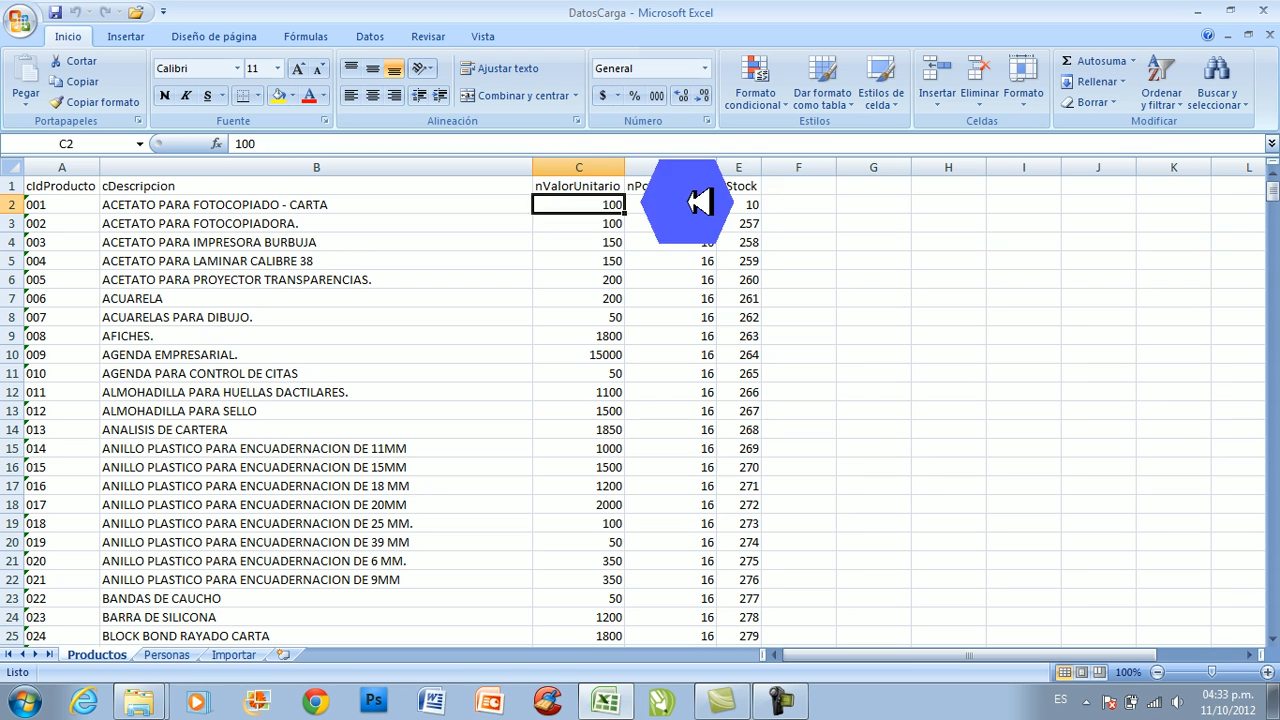 DatosCarga - Microsoft Excel
Inicio Insertar Diseño de página Fórmulas Datos Revisar Vista
Pegar
Cortar
Copiar
Copiar formato
Portapapeles
Calibri 11
N K S
Fuente
Ajustar texto
Combinar y centrar
Alineación
General
$ % 000
Número
Formato condicional
Dar formato como tabla
Estilos de celda
Estilos
Insertar Eliminar Formato
Celdas
Autosuma
Rellenar
Borrar
Ordenar y filtrar
Buscar y seleccionar
Modificar
C2 fx 100
A B C E F G H I J K L
1 cIdProducto cDescripcion nValorUnitario Stock
2 001 ACETATO PARA FOTOCOPIADO - CARTA 100 10
3 002 ACETATO PARA FOTOCOPIADORA. 100 257
4 003 ACETATO PARA IMPRESORA BURBUJA 150 16 258
5 004 ACETATO PARA LAMINAR CALIBRE 38 150 16 259
6 005 ACETATO PARA PROYECTOR TRANSPARENCIAS. 200 16 260
7 006 ACUARELA 200 16 261
8 007 ACUARELAS PARA DIBUJO. 50 16 262
9 008 AFICHES. 1800 16 263
10 009 AGENDA EMPRESARIAL. 15000 16 264
11 010 AGENDA PARA CONTROL DE CITAS 50 16 265
12 011 ALMOHADILLA PARA HUELLAS DACTILARES. 1100 16 266
13 012 ALMOHADILLA PARA SELLO 1500 16 267
14 013 ANALISIS DE CARTERA 1850 16 268
15 014 ANILLO PLASTICO PARA ENCUADERNACION DE 11MM 1000 16 269
16 015 ANILLO PLASTICO PARA ENCUADERNACION DE 15MM 1500 16 270
17 016 ANILLO PLASTICO PARA ENCUADERNACION DE 18 MM 1200 16 271
18 017 ANILLO PLASTICO PARA ENCUADERNACION DE 20MM 2000 16 272
19 018 ANILLO PLASTICO PARA ENCUADERNACION DE 25 MM. 100 16 273
20 019 ANILLO PLASTICO PARA ENCUADERNACION DE 39 MM 50 16 274
21 020 ANILLO PLASTICO PARA ENCUADERNACION DE 6 MM. 350 16 275
22 021 ANILLO PLASTICO PARA ENCUADERNACION DE 9MM 350 16 276
23 022 BANDAS DE CAUCHO 50 16 277
24 023 BARRA DE SILICONA 1200 16 278
25 024 BLOCK BOND RAYADO CARTA 1800 16 279
Productos Personas Importar
Listo 100%
ES 04:33 p.m.
11/10/2012